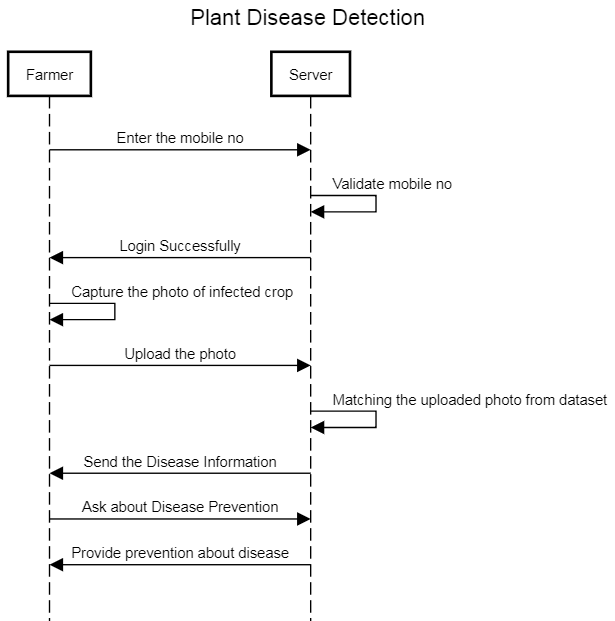 Plant Disease Detection
Farmer
Server
Enter the mobile no
Validate mobile no
Login Successfully
Capture the photo of infected crop
Upload the photo
Matching the uploaded photo from dataset
Send the Disease Information
Ask about Disease Prevention
Provide prevention about disease